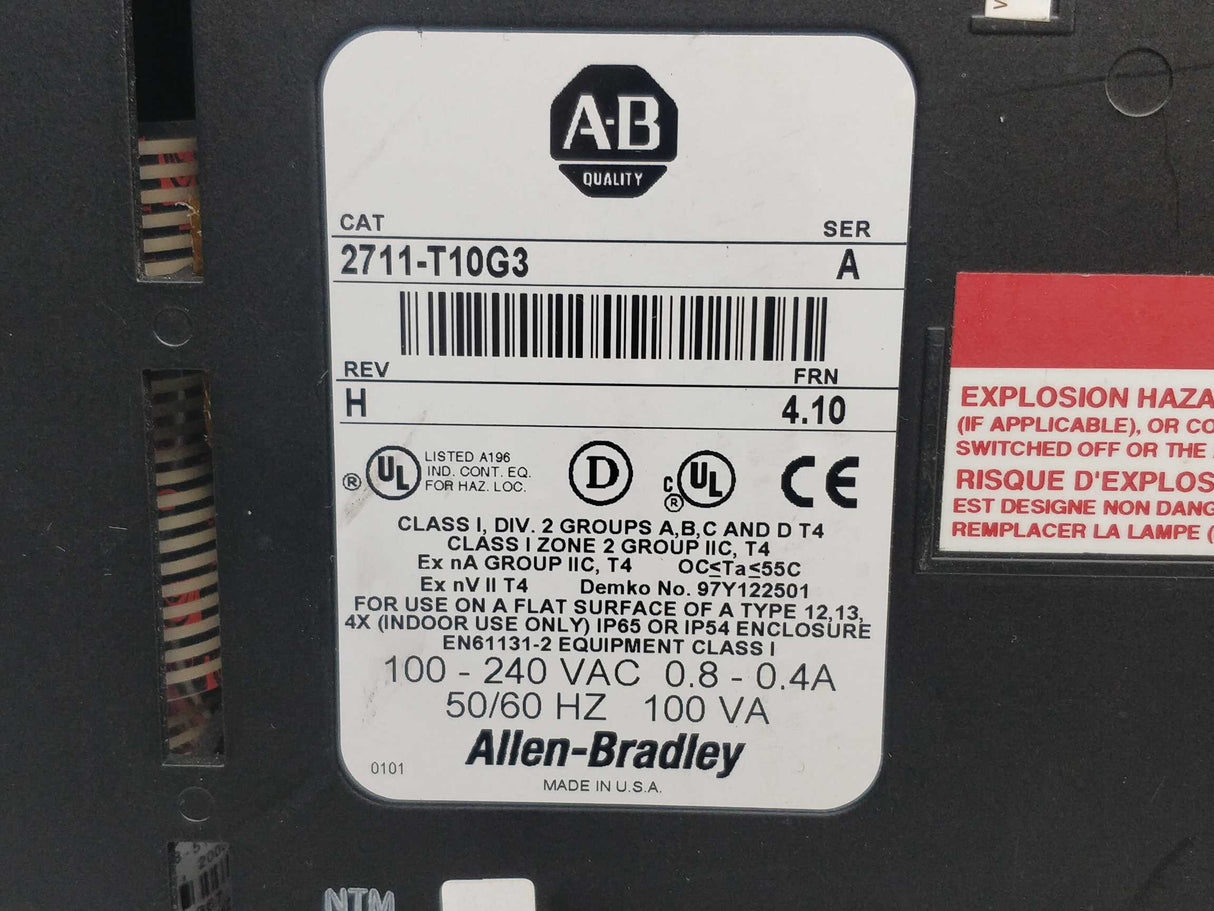 A-B
QUALITY
CAT
SER
2711-T10G3
A
REV
FRN
H
4.10
® UL LISTED A196
IND. CONT. EQ.
FOR HAZ. LOC.
D
C UL ®
CE
CLASS I, DIV. 2 GROUPS A,B,C AND D T4
CLASS I ZONE 2 GROUP IIC, T4
Ex nA GROUP IIC, T4 OC≤Ta≤55C
Ex nV II T4 Demko No. 97Y122501
FOR USE ON A FLAT SURFACE OF A TYPE 12,13,
4X (INDOOR USE ONLY) IP65 OR IP54 ENCLOSURE
EN61131-2 EQUIPMENT CLASS I
100 - 240 VAC 0.8 - 0.4A
50/60 HZ 100 VA
Allen-Bradley
0101
MADE IN U.S.A.
EXPLOSION HAZA
(IF APPLICABLE), OR CO
SWITCHED OFF OR THE
RISQUE D'EXPLOS
EST DESIGNE NON DANG
REMPLACER LA LAMPE (
NTM